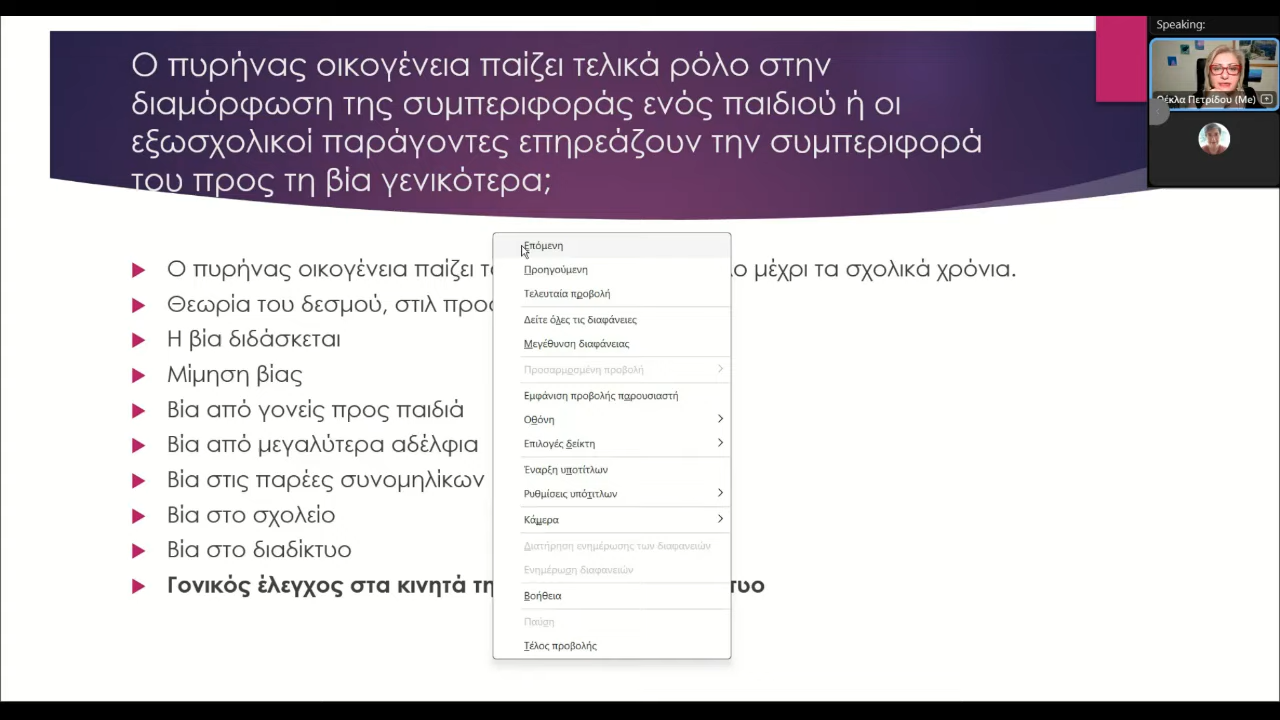 Speaking:
Θέκλα Πετρίδου (Me)
Ο πυρήνας οικογένεια παίζει τελικά ρόλο στην
διαμόρφωση της συμπεριφοράς ενός παιδιού ή οι
εξωσχολικοί παράγοντες επηρεάζουν την συμπεριφορά
του προς τη βία γενικότερα;
Ο πυρήνας οικογένεια παίζει μέχρι τα σχολικά χρόνια.
Θεωρία του δεσμού, στιλ
Η βία διδάσκεται
Μίμηση βίας
Βία από γονείς προς παιδιά
Βία από μεγαλύτερα αδέλφια
Βία στις παρέες συνομηλίκων
Βία στο σχολείο
Βία στο διαδίκτυο
Γονικός έλεγχος στα κινητά
Επόμενη
Προηγούμενη
Τελευταία προβολή
Δείτε όλες τις διαφάνειες
Μεγέθυνση διαφάνειας
Προσαρμοσμένη προβολή
Εμφάνιση προβολής παρουσιαστή
Οθόνη
Επιλογές δείκτη
Έναρξη υποτίτλων
Ρυθμίσεις υπότιτλων
Κάμερα
Διατήρηση ενημέρωσης των διαφανειών
Ενημέρωση διαφανειών
Βοήθεια
Παύση
Τέλος προβολής